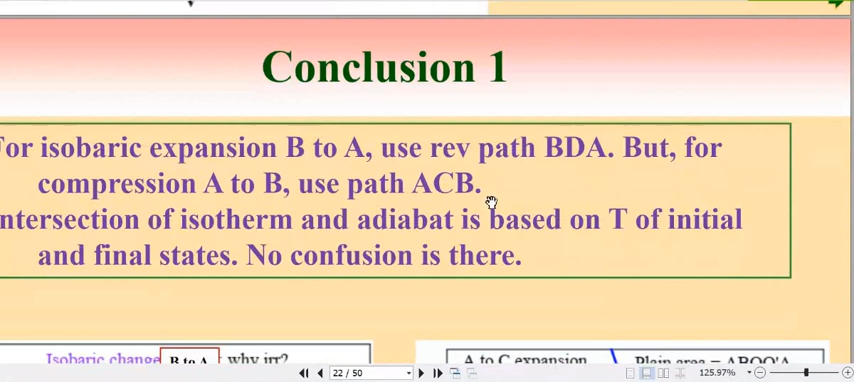 Conclusion 1
For isobaric expansion B to A, use rev path BDA. But, for
compression A to B, use path ACB.
ntersection of isotherm and adiabat is based on T of initial
and final states. No confusion is there.
Isobaric change B to A why irr?
A to C expansion
Plain area = ABQQ'A
22 / 50
125.97%